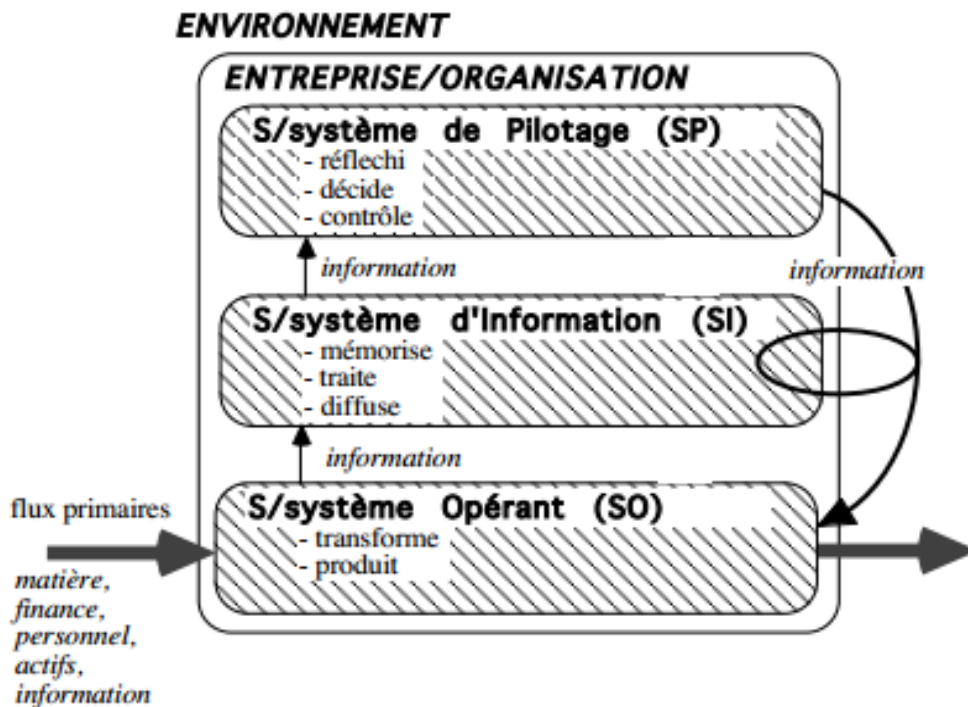 ENVIRONNEMENT
ENTREPRISE/ORGANISATION
S/système de Pilotage (SP)
- réflechi
- décide
- contrôle
information
information
S/système d'Information (SI)
- mémorise
- traite
- diffuse
information
S/système Opérant (SO)
- transforme
- produit
flux primaires
matière,
finance,
personnel,
actifs,
information